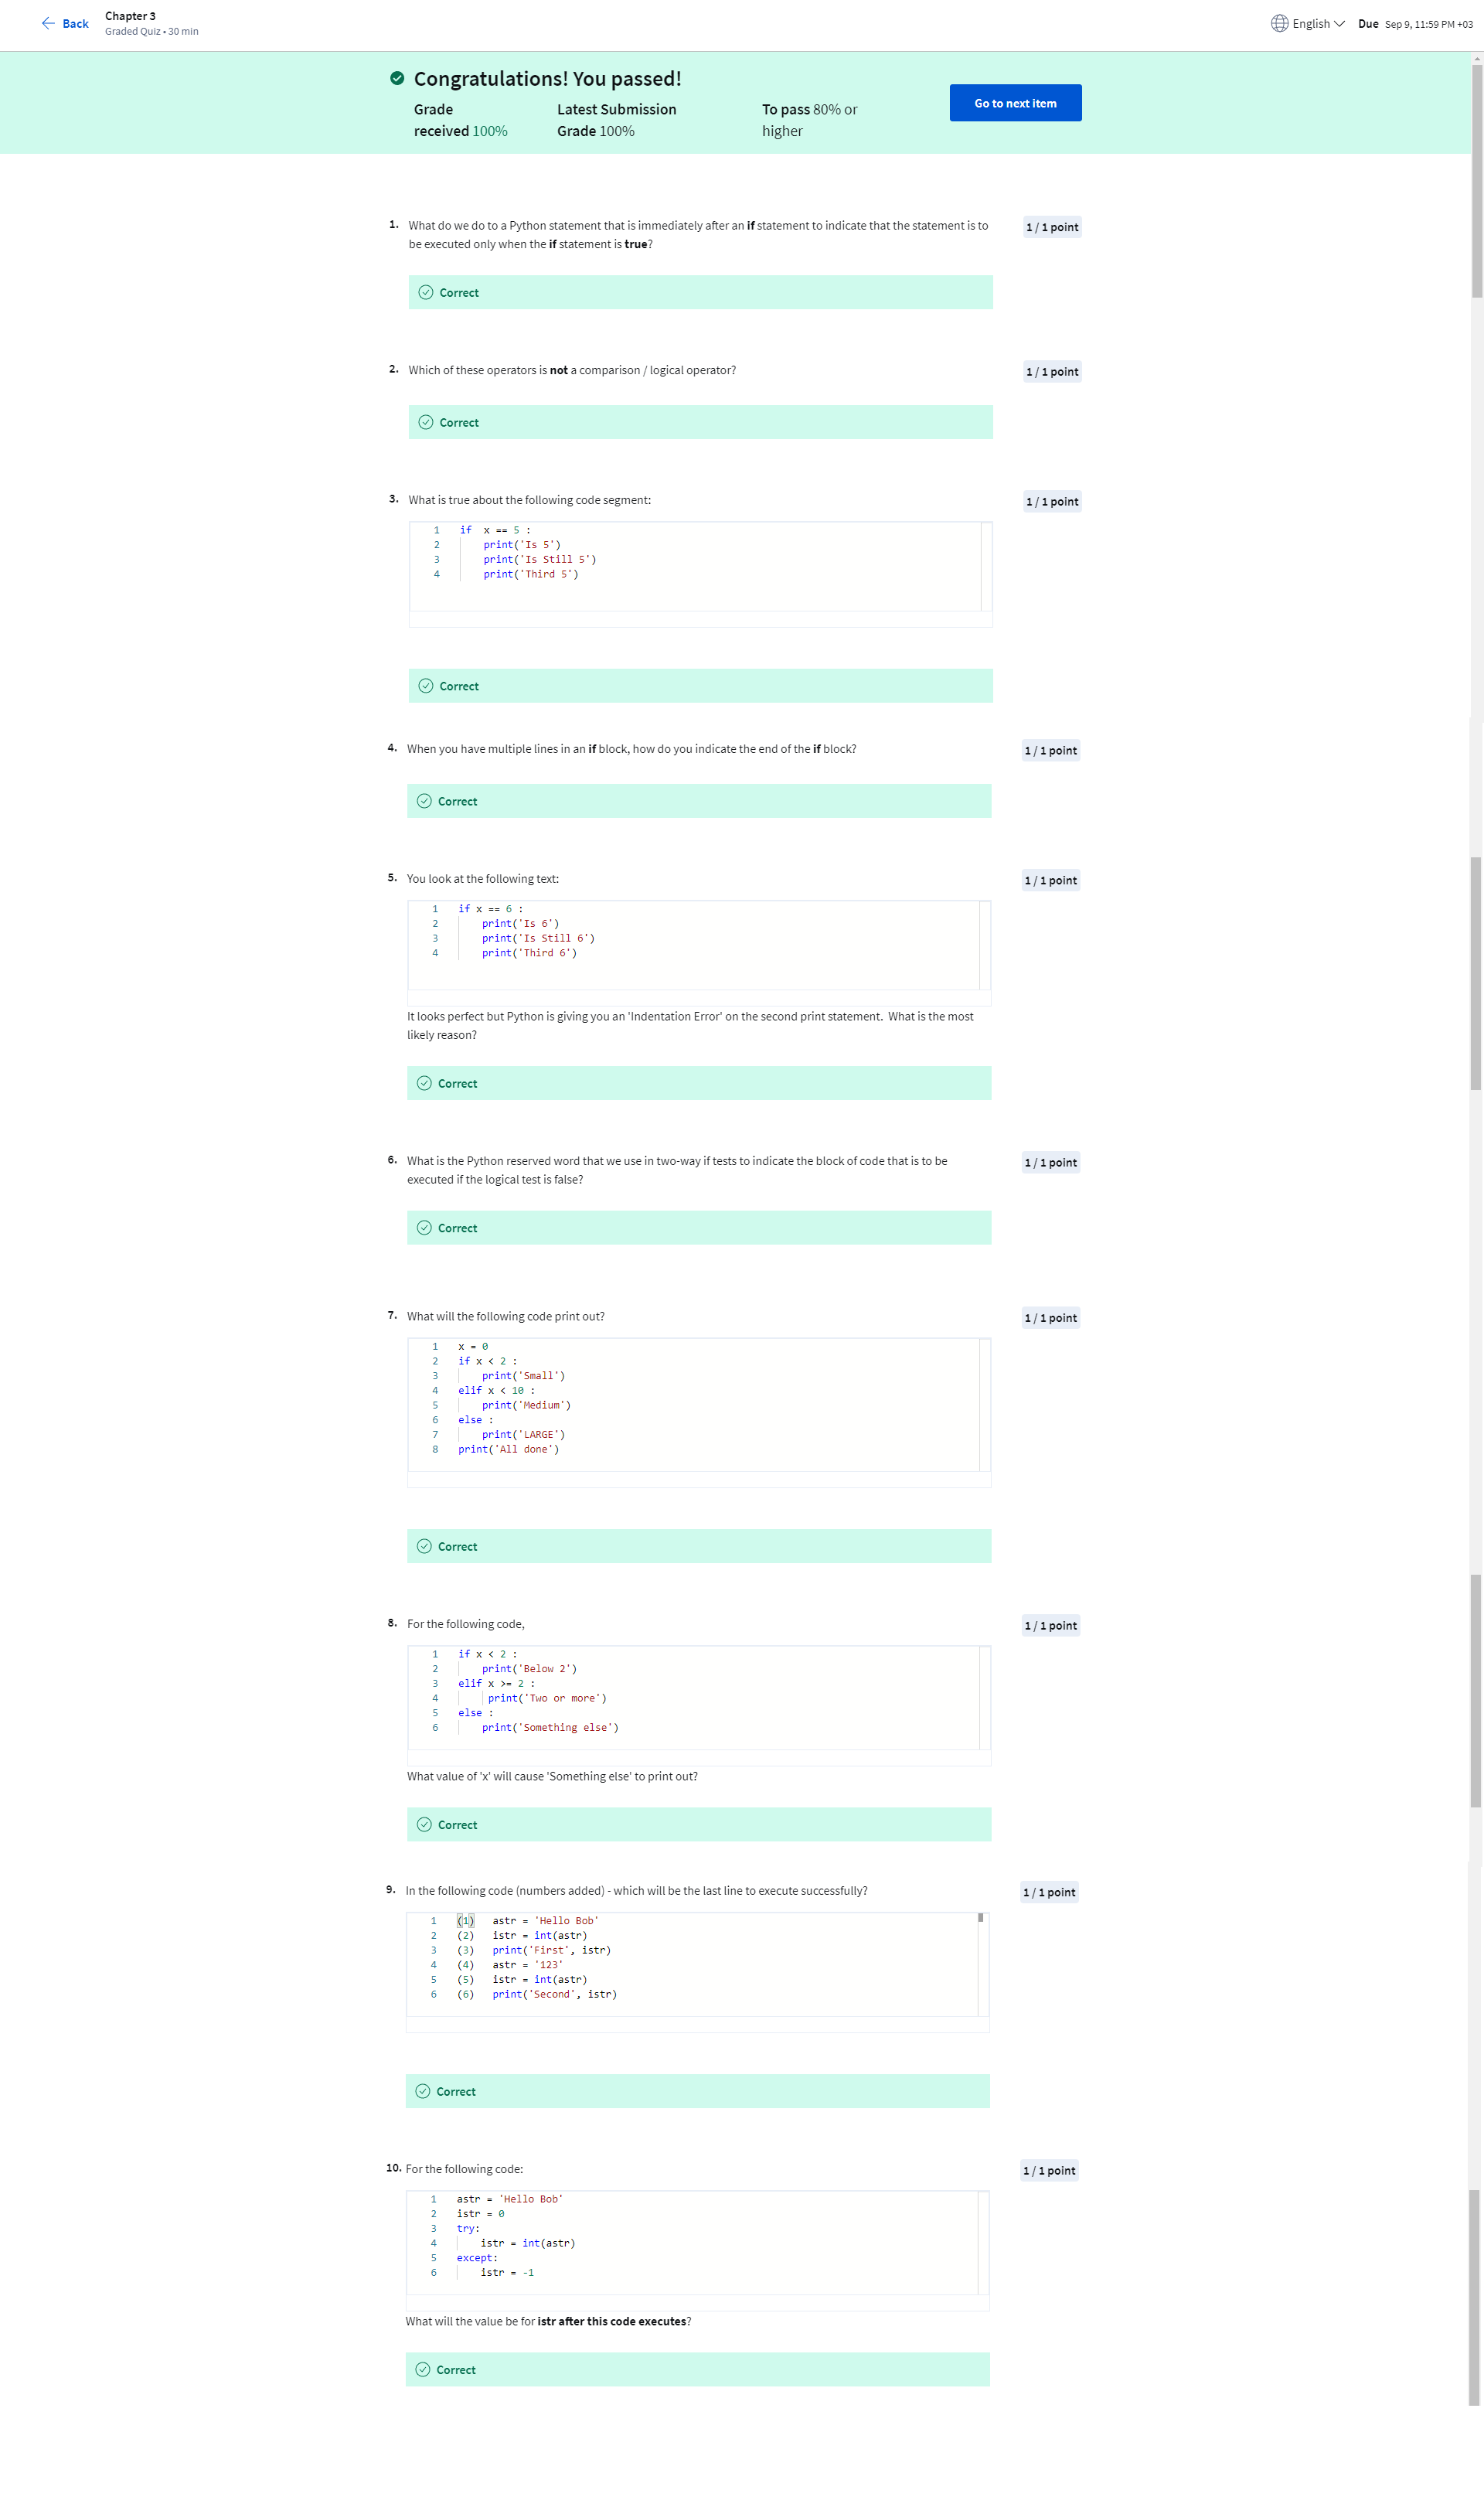 Back
Chapter 3
Graded Quiz • 30 min
English
Due Sep 9, 11:59 PM +03
Congratulations! You passed!
Grade
received 100%
Latest Submission
Grade 100%
To pass 80% or
higher
Go to next item
1. What do we do to a Python statement that is immediately after an if statement to indicate that the statement is to
be executed only when the if statement is true?
1 / 1 point
Correct
2. Which of these operators is not a comparison / logical operator?
1 / 1 point
Correct
3. What is true about the following code segment:
1 / 1 point
1 if  x == 5 :
2     print('Is 5')
3     print('Is Still 5')
4     print('Third 5')
Correct
4. When you have multiple lines in an if block, how do you indicate the end of the if block?
1 / 1 point
Correct
5. You look at the following text:
1 / 1 point
1 if x == 6 :
2     print('Is 6')
3     print('Is Still 6')
4     print('Third 6')
It looks perfect but Python is giving you an 'Indentation Error' on the second print statement.  What is the most
likely reason?
Correct
6. What is the Python reserved word that we use in two-way if tests to indicate the block of code that is to be
executed if the logical test is false?
1 / 1 point
Correct
7. What will the following code print out?
1 / 1 point
1 x = 0
2 if x < 2 :
3     print('Small')
4 elif x < 10 :
5     print('Medium')
6 else :
7     print('LARGE')
8 print('All done')
Correct
8. For the following code,
1 / 1 point
1 if x < 2 :
2     print('Below 2')
3 elif x >= 2 :
4      print('Two or more')
5 else :
6     print('Something else')
What value of 'x' will cause 'Something else' to print out?
Correct
9. In the following code (numbers added) - which will be the last line to execute successfully?
1 / 1 point
1 (1)   astr = 'Hello Bob'
2 (2)   istr = int(astr)
3 (3)   print('First', istr)
4 (4)   astr = '123'
5 (5)   istr = int(astr)
6 (6)   print('Second', istr)
Correct
10. For the following code:
1 / 1 point
1 astr = 'Hello Bob'
2 istr = 0
3 try:
4     istr = int(astr)
5 except:
6     istr = -1
What will the value be for istr after this code executes?
Correct